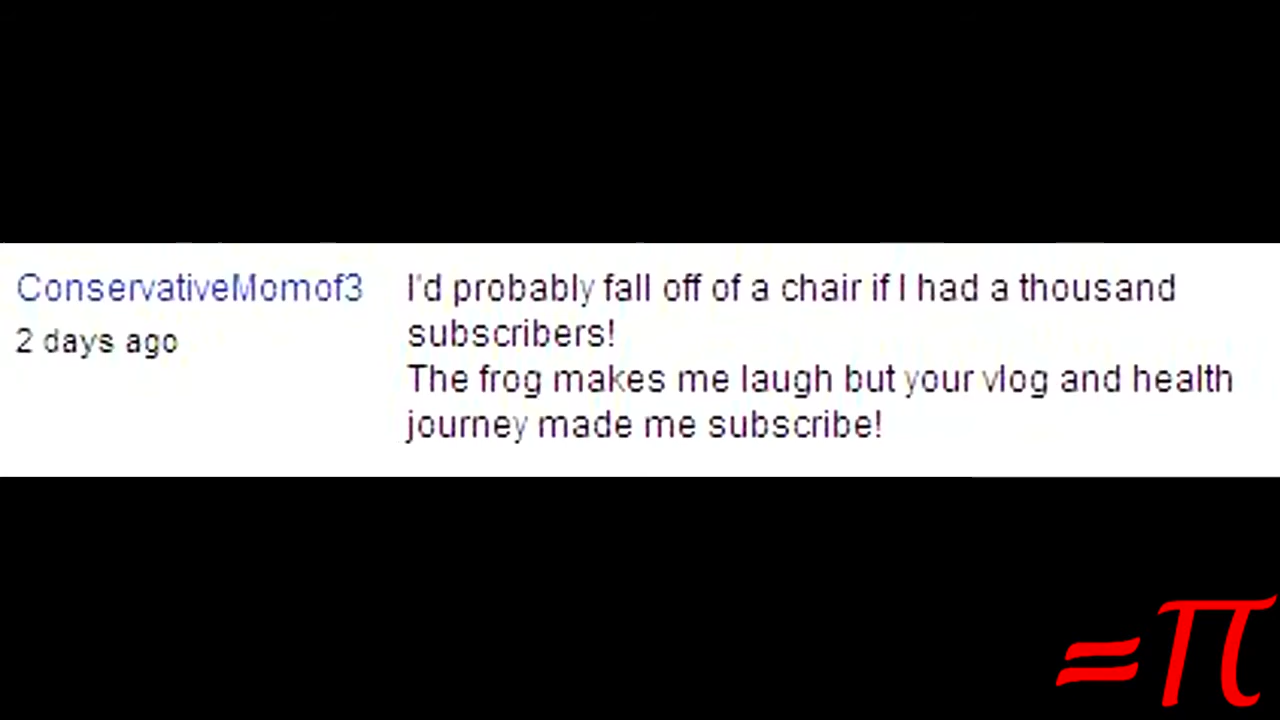 ConservativeMomof3
2 days ago
I'd probably fall off of a chair if I had a thousand
subscribers!
The frog makes me laugh but your vlog and health
journey made me subscribe!
=π